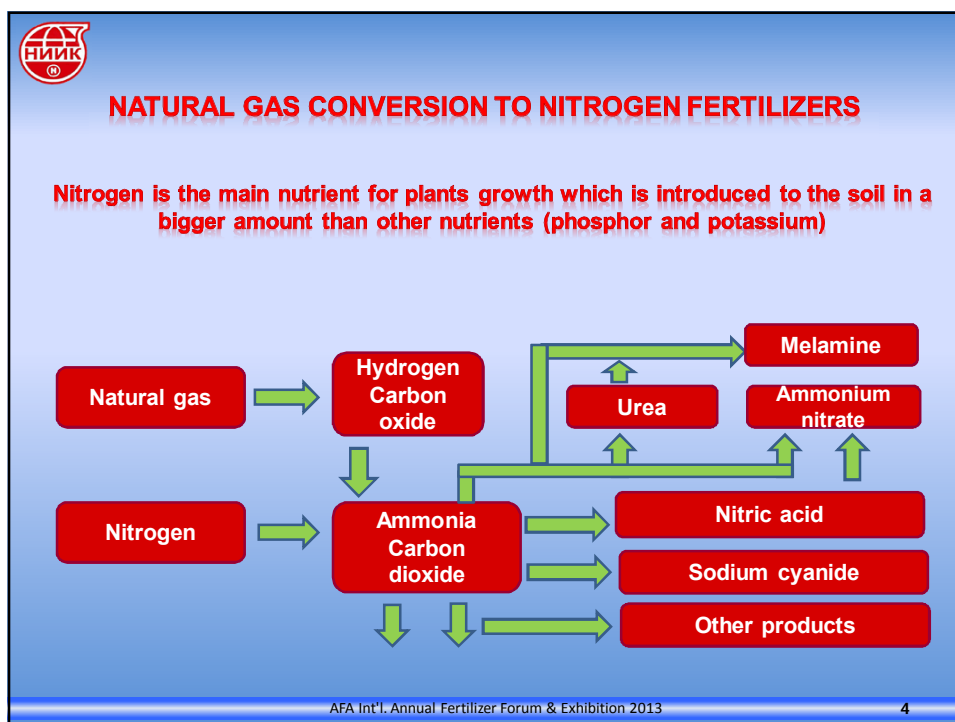 НИИК
NATURAL GAS CONVERSION TO NITROGEN FERTILIZERS
Nitrogen is the main nutrient for plants growth which is introduced to the soil in a
bigger amount than other nutrients (phosphor and potassium)
Natural gas
Hydrogen
Carbon
oxide
Melamine
Urea
Ammonium
nitrate
Nitrogen
Ammonia
Carbon
dioxide
Nitric acid
Sodium cyanide
Other products
AFA Int'l. Annual Fertilizer Forum & Exhibition 2013
4